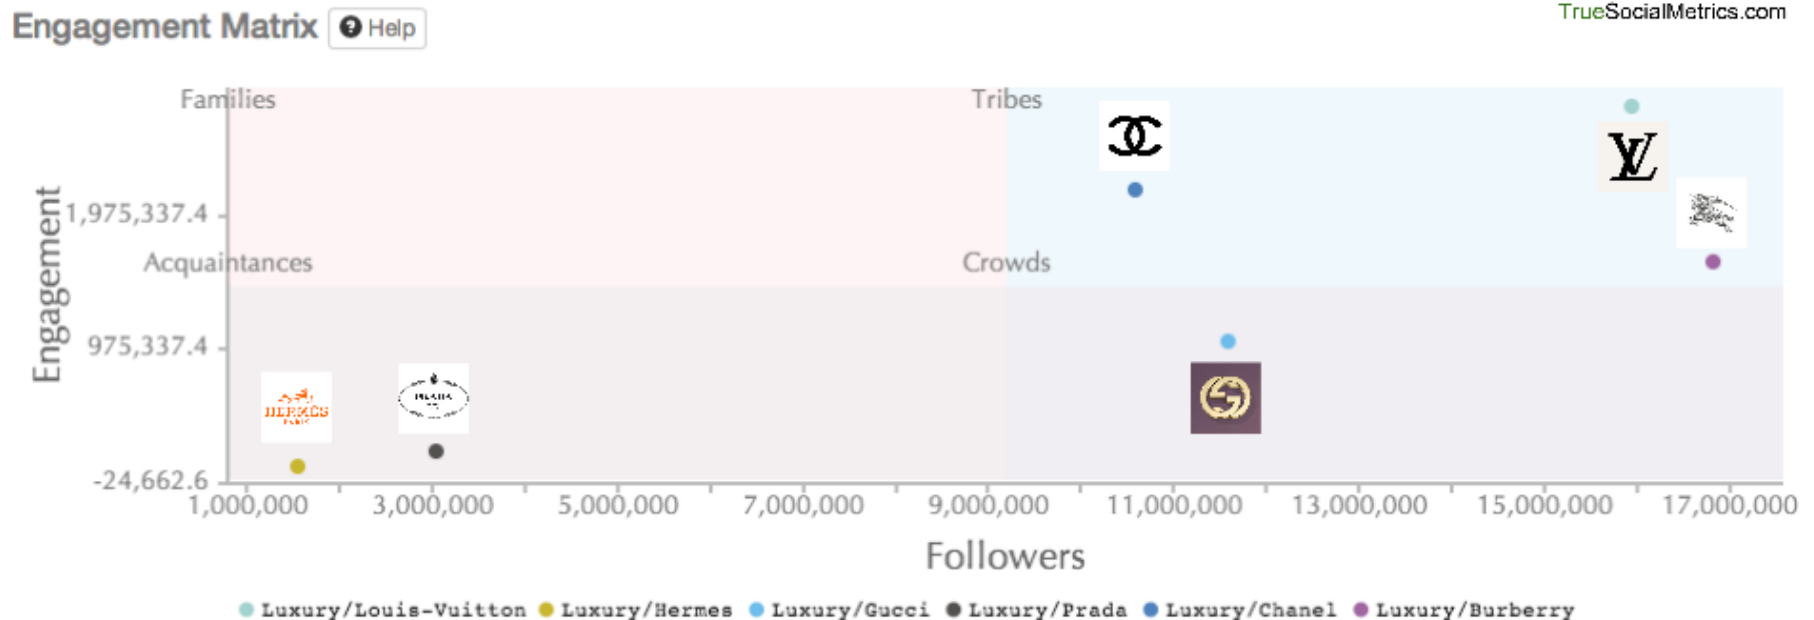 Engagement Matrix
Help
TrueSocialMetrics.com
Families
Tribes
1,975,337.4
Acquaintances
Crowds
Engagement
975,337.4
HERMÈS
PARIS
PRADA
-24,662.6
1,000,000 3,000,000 5,000,000 7,000,000 9,000,000 11,000,000 13,000,000 15,000,000 17,000,000
Followers
Luxury/Louis-Vuitton Luxury/Hermes Luxury/Gucci Luxury/Prada Luxury/Chanel Luxury/Burberry